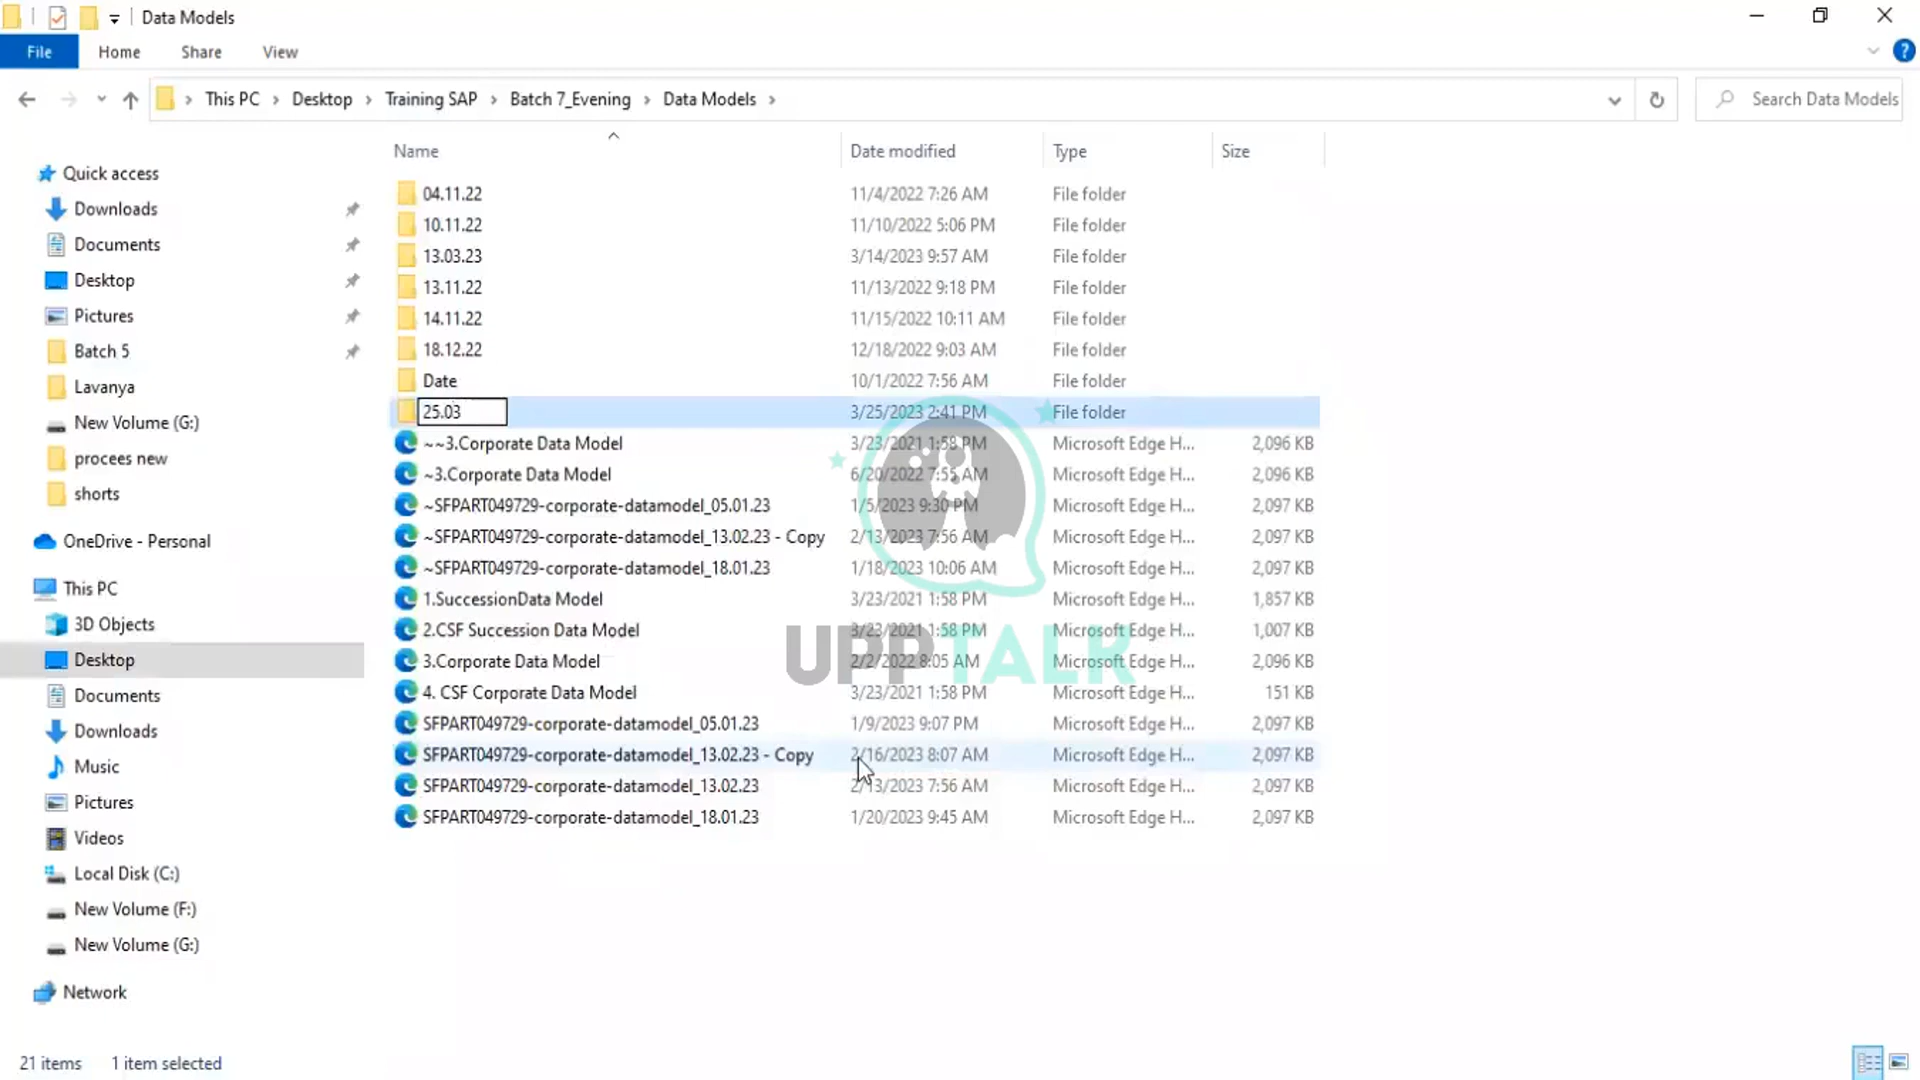 Data Models
File Home Share View
This PC Desktop Training SAP Batch 7_Evening Data Models Search Data Models
Name Date modified Type Size
Quick access
Downloads
Documents
Desktop
Pictures
Batch 5
Lavanya
New Volume (G:)
procees new
shorts
OneDrive - Personal
This PC
3D Objects
Desktop
Documents
Downloads
Music
Pictures
Videos
Local Disk (C:)
New Volume (F:)
New Volume (G:)
Network
04.11.22 11/4/2022 7:26 AM File folder
10.11.22 11/10/2022 5:06 PM File folder
13.03.23 3/14/2023 9:57 AM File folder
13.11.22 11/13/2022 9:18 PM File folder
14.11.22 11/15/2022 10:11 AM File folder
18.12.22 12/18/2022 9:03 AM File folder
Date 10/1/2022 7:56 AM File folder
25.03 3/25/2023 2:41 PM File folder
~~3.Corporate Data Model 3/23/2021 1:58 PM Microsoft Edge H... 2,096 KB
~3.Corporate Data Model 6/20/2022 7:55 AM Microsoft Edge H... 2,096 KB
~SFPART049729-corporate-datamodel_05.01.23 1/5/2023 9:30 PM Microsoft Edge H... 2,097 KB
~SFPART049729-corporate-datamodel_13.02.23 - Copy 2/13/2023 7:56 AM Microsoft Edge H... 2,097 KB
~SFPART049729-corporate-datamodel_18.01.23 1/18/2023 10:06 AM Microsoft Edge H... 2,097 KB
1.SuccessionData Model 3/23/2021 1:58 PM Microsoft Edge H... 1,857 KB
2.CSF Succession Data Model 3/23/2021 1:58 PM Microsoft Edge H... 1,007 KB
3.Corporate Data Model 2/2/2022 8:05 AM Microsoft Edge H... 2,096 KB
4. CSF Corporate Data Model 3/23/2021 1:58 PM Microsoft Edge H... 151 KB
SFPART049729-corporate-datamodel_05.01.23 1/9/2023 9:07 PM Microsoft Edge H... 2,097 KB
SFPART049729-corporate-datamodel_13.02.23 - Copy 2/16/2023 8:07 AM Microsoft Edge H... 2,097 KB
SFPART049729-corporate-datamodel_13.02.23 2/13/2023 7:56 AM Microsoft Edge H... 2,097 KB
SFPART049729-corporate-datamodel_18.01.23 1/20/2023 9:45 AM Microsoft Edge H... 2,097 KB
UPPTALK
21 items 1 item selected